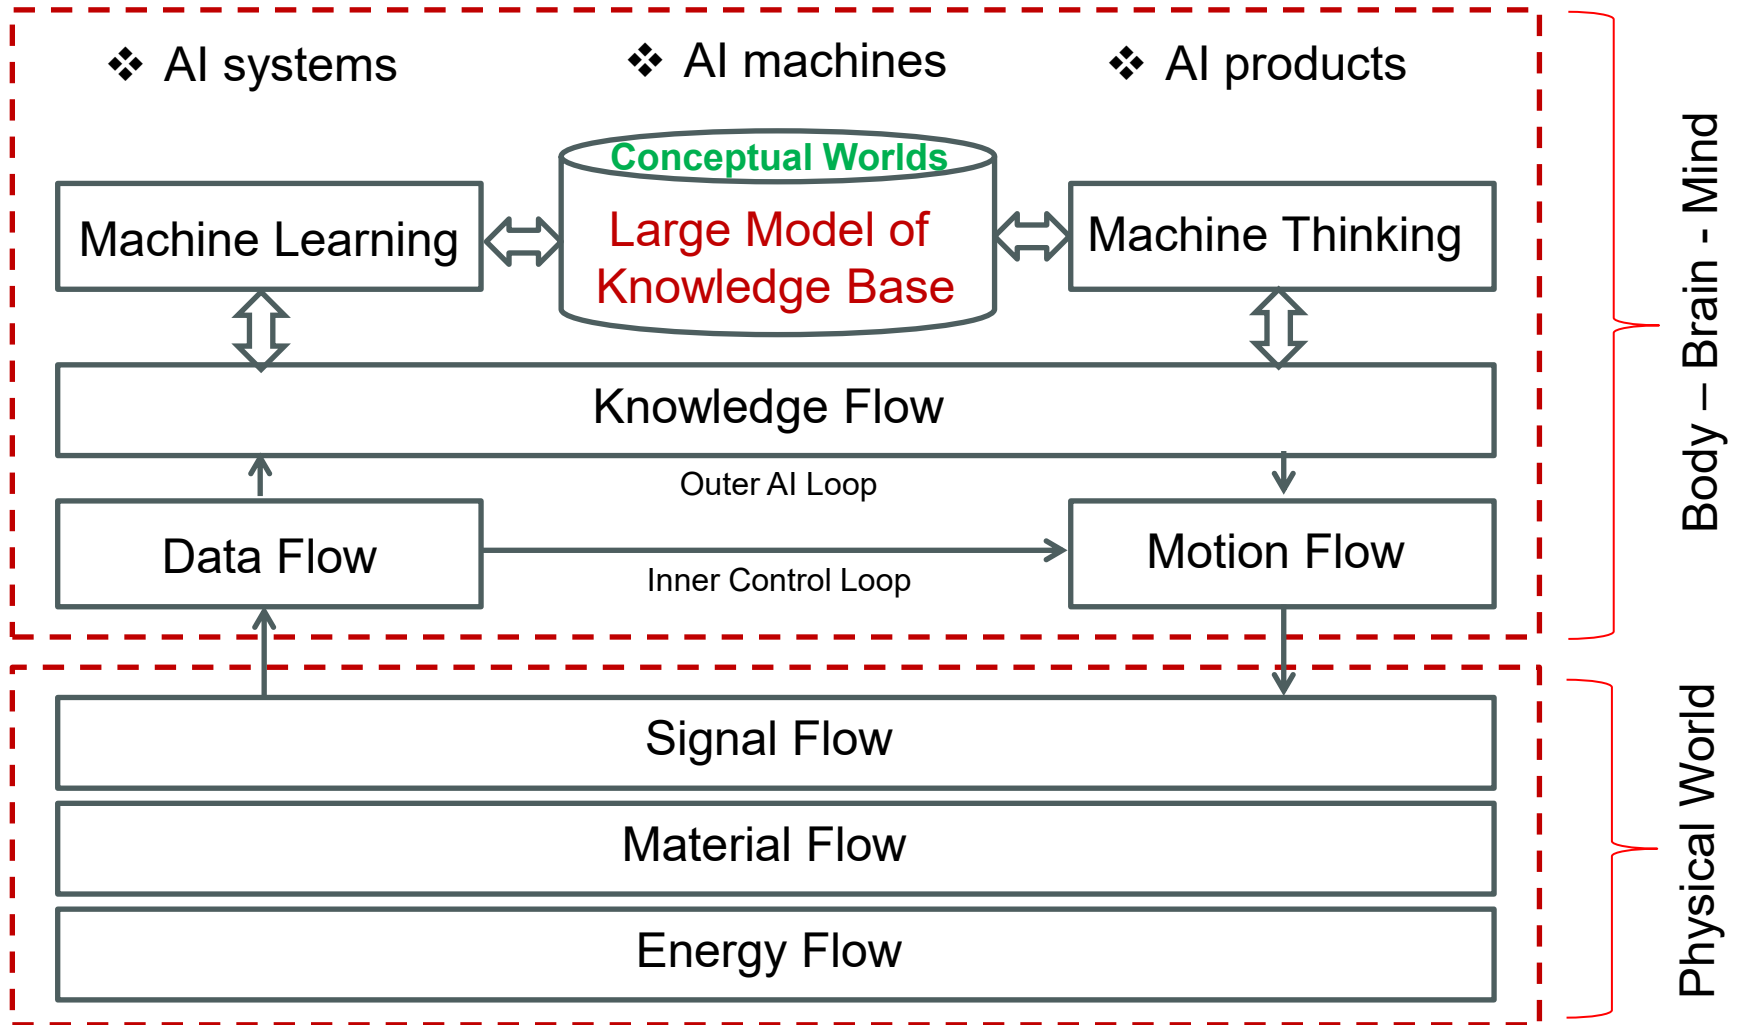 ❖ AI systems
❖ AI machines
❖ AI products
Conceptual Worlds
Machine Learning
Large Model of
Knowledge Base
Machine Thinking
Knowledge Flow
Outer AI Loop
Data Flow
Motion Flow
Inner Control Loop
Body – Brain - Mind
Signal Flow
Material Flow
Energy Flow
Physical World